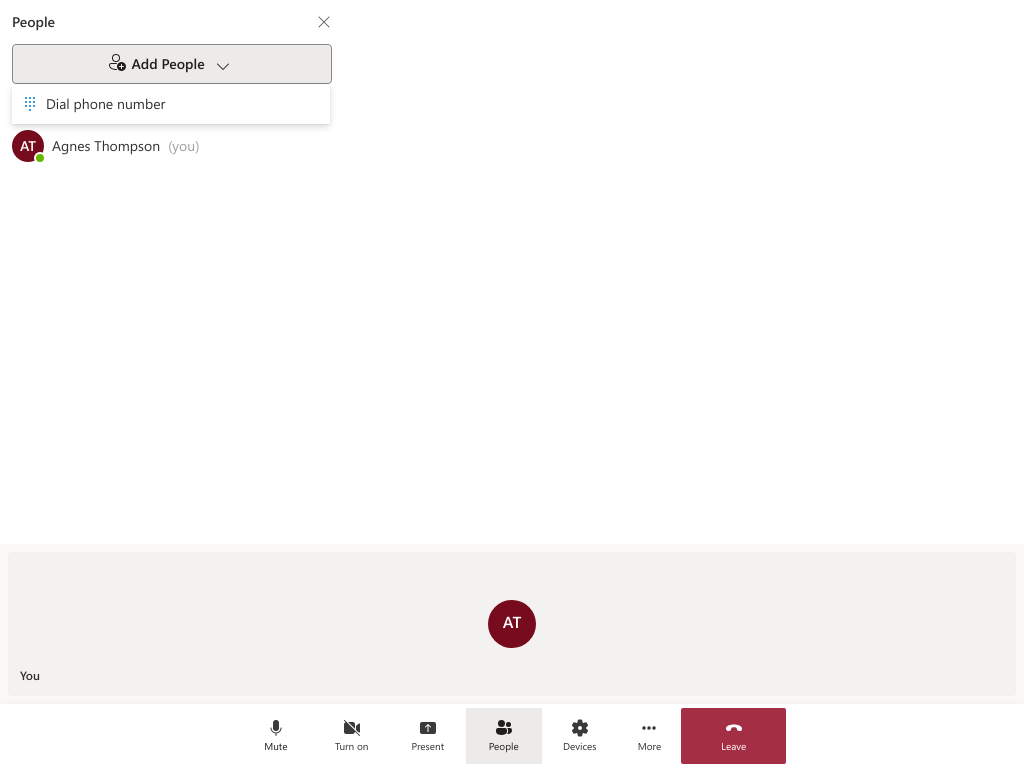 People
Add People
Dial phone number
AT Agnes Thompson (you)
AT
You
Mute Turn on Present People Devices More Leave